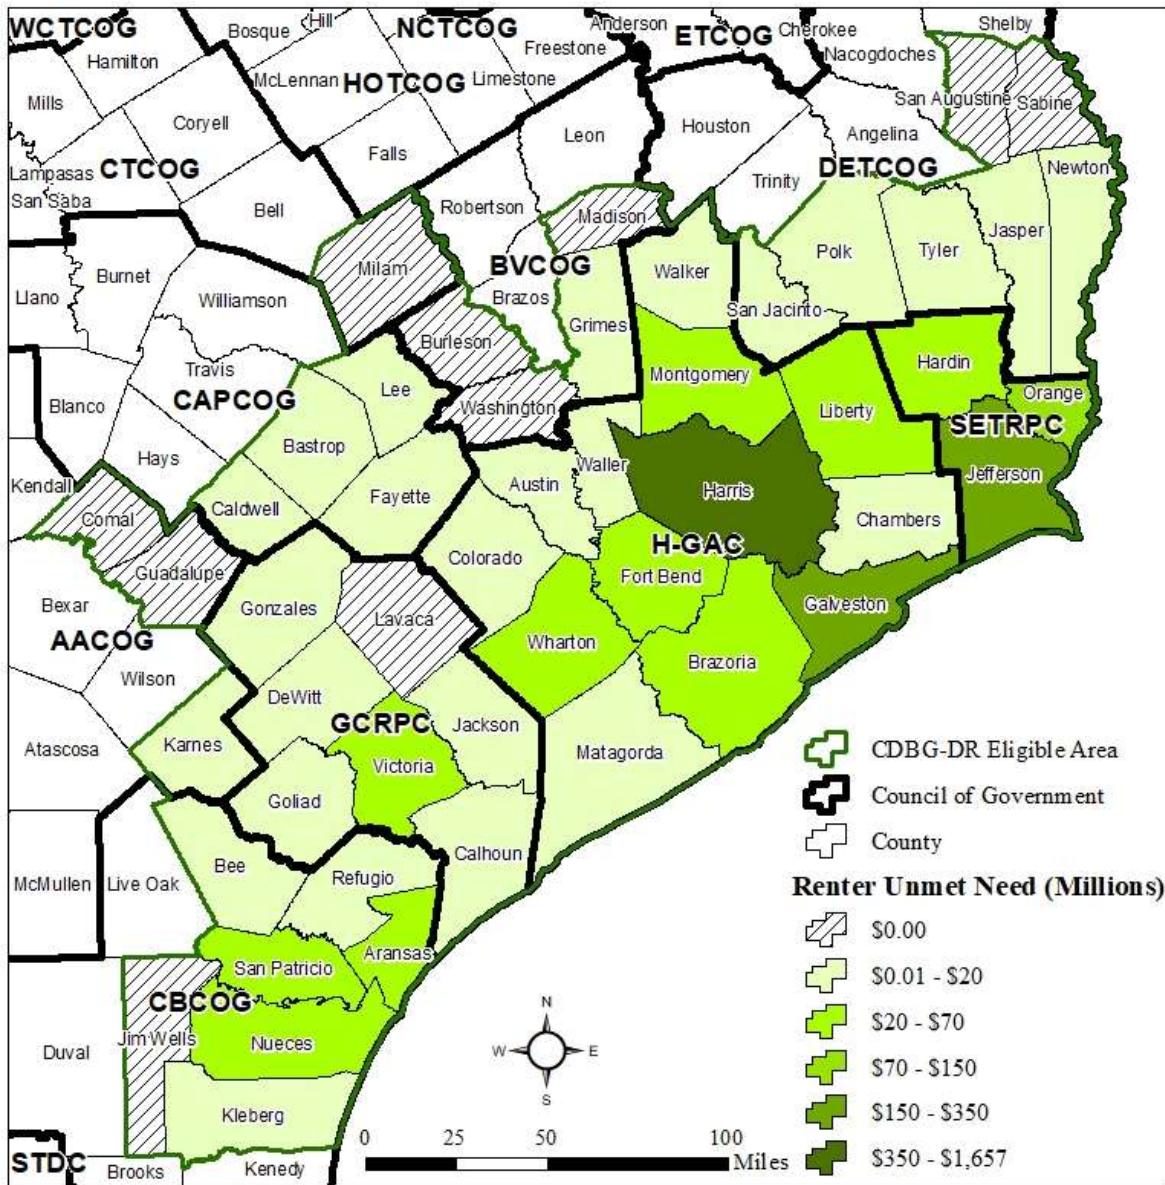 WCTCOG
Hamilton
Bosque
Hill
NCTCOG
Freestone
Anderson
ETCOG
Cherokee
Nacogdoches
Shelby
Mills
McLennan
HOTCOG
Limestone
San Augustine
Sabine
Coryell
Leon
Houston
Angelina
Lampasas
CTCOG
Falls
DETCOG
Newton
San Saba
Bell
Robertson
Madison
Trinity
Jasper
Milam
BVCOG
Walker
Polk
Tyler
Burnet
Llano
Williamson
Brazos
Grimes
San Jacinto
Burleson
Travis
Lee
Montgomery
Hardin
Blanco
CAPCOG
Washington
Liberty
Orange
SETRPC
Bastrop
Hays
Waller
Jefferson
Kendall
Caldwell
Fayette
Austin
Harris
Chambers
Comal
Colorado
H-GAC
Guadalupe
Fort Bend
Bexar
Gonzales
Lavaca
Galveston
AACOG
Wharton
Brazoria
Wilson
DeWitt
GCRPC
Jackson
Atascosa
Karnes
Victoria
Matagorda
Goliad
Calhoun
McMullen
Live Oak
Bee
Refugio
Aransas
San Patricio
CBCOG
Jim Wells
Nueces
Duval
Kleberg
STDC
Brooks
Kenedy
CDBG-DR Eligible Area
Council of Government
County
Renter Unmet Need (Millions)
$0.00
$0.01 - $20
$20 - $70
$70 - $150
$150 - $350
$350 - $1,657
N
W E
S
0 25 50 100
Miles